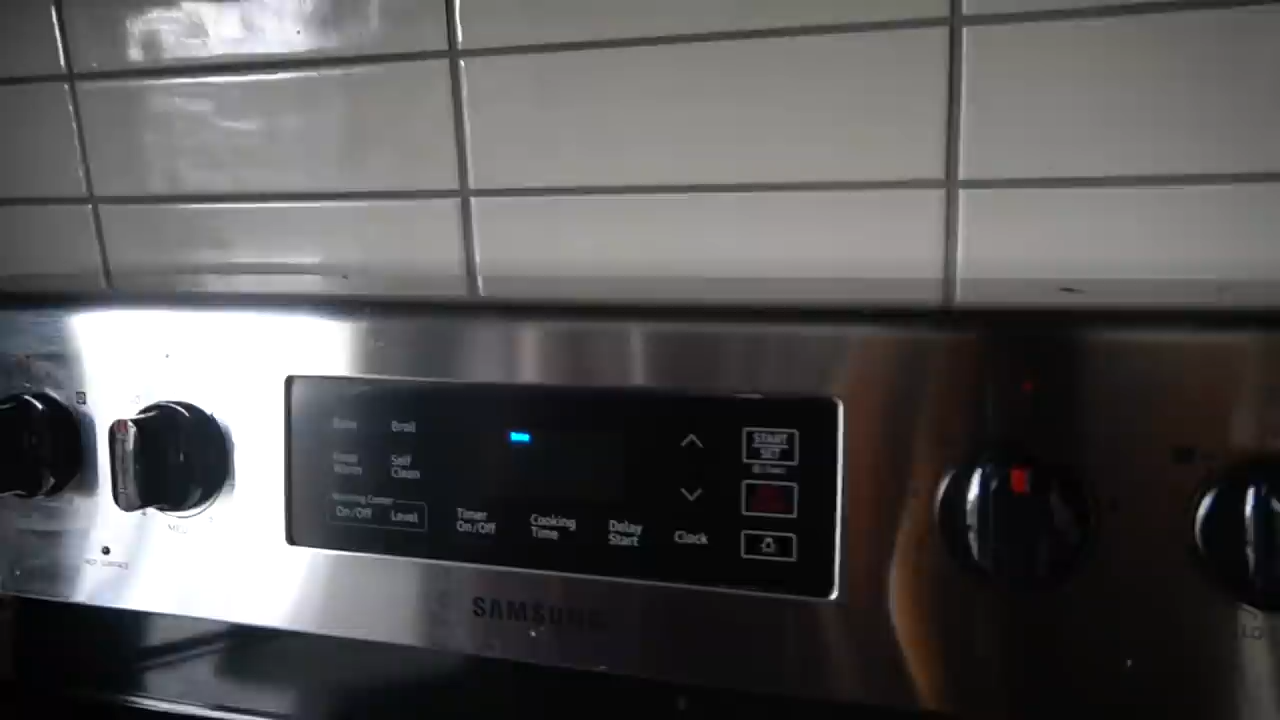 Bake
Broil
START
SET
Keep
Warm
Self
Clean
Warming Center
On/Off
Level
Timer
On/Off
Cooking
Time
Delay
Start
Clock
SAMSUNG